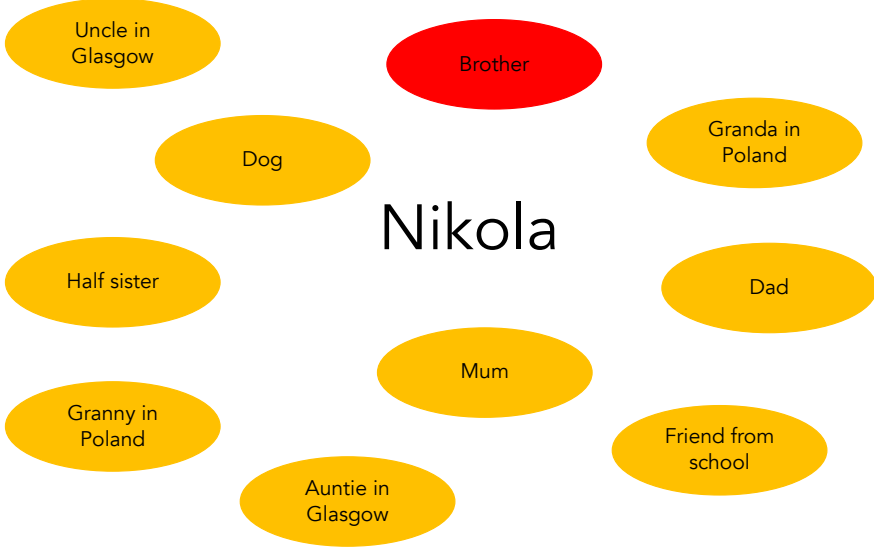 Uncle in
Glasgow
Brother
Granda in
Poland
Dog
Nikola
Half sister
Dad
Mum
Granny in
Poland
Friend from
school
Auntie in
Glasgow